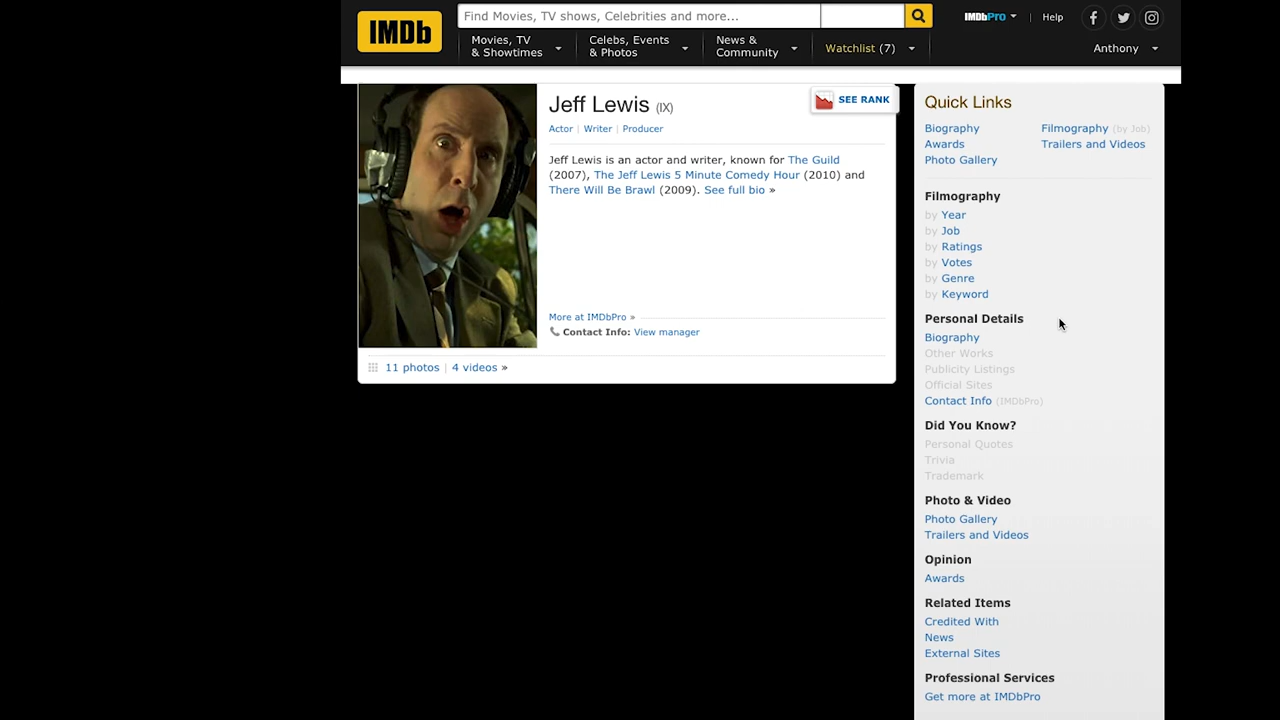 IMDb
Find Movies, TV shows, Celebrities and more...
IMDbPro
Help
Movies, TV
& Showtimes
Celebs, Events
& Photos
News &
Community
Watchlist (7)
Anthony
Jeff Lewis (IX)
SEE RANK
Actor | Writer | Producer
Jeff Lewis is an actor and writer, known for The Guild
(2007), The Jeff Lewis 5 Minute Comedy Hour (2010) and
There Will Be Brawl (2009). See full bio »
More at IMDbPro »
Contact Info: View manager
11 photos | 4 videos »
Quick Links
Biography
Filmography (by Job)
Awards
Trailers and Videos
Photo Gallery
Filmography
by Year
by Job
by Ratings
by Votes
by Genre
by Keyword
Personal Details
Biography
Other Works
Publicity Listings
Official Sites
Contact Info (IMDbPro)
Did You Know?
Personal Quotes
Trivia
Trademark
Photo & Video
Photo Gallery
Trailers and Videos
Opinion
Awards
Related Items
Credited With
News
External Sites
Professional Services
Get more at IMDbPro